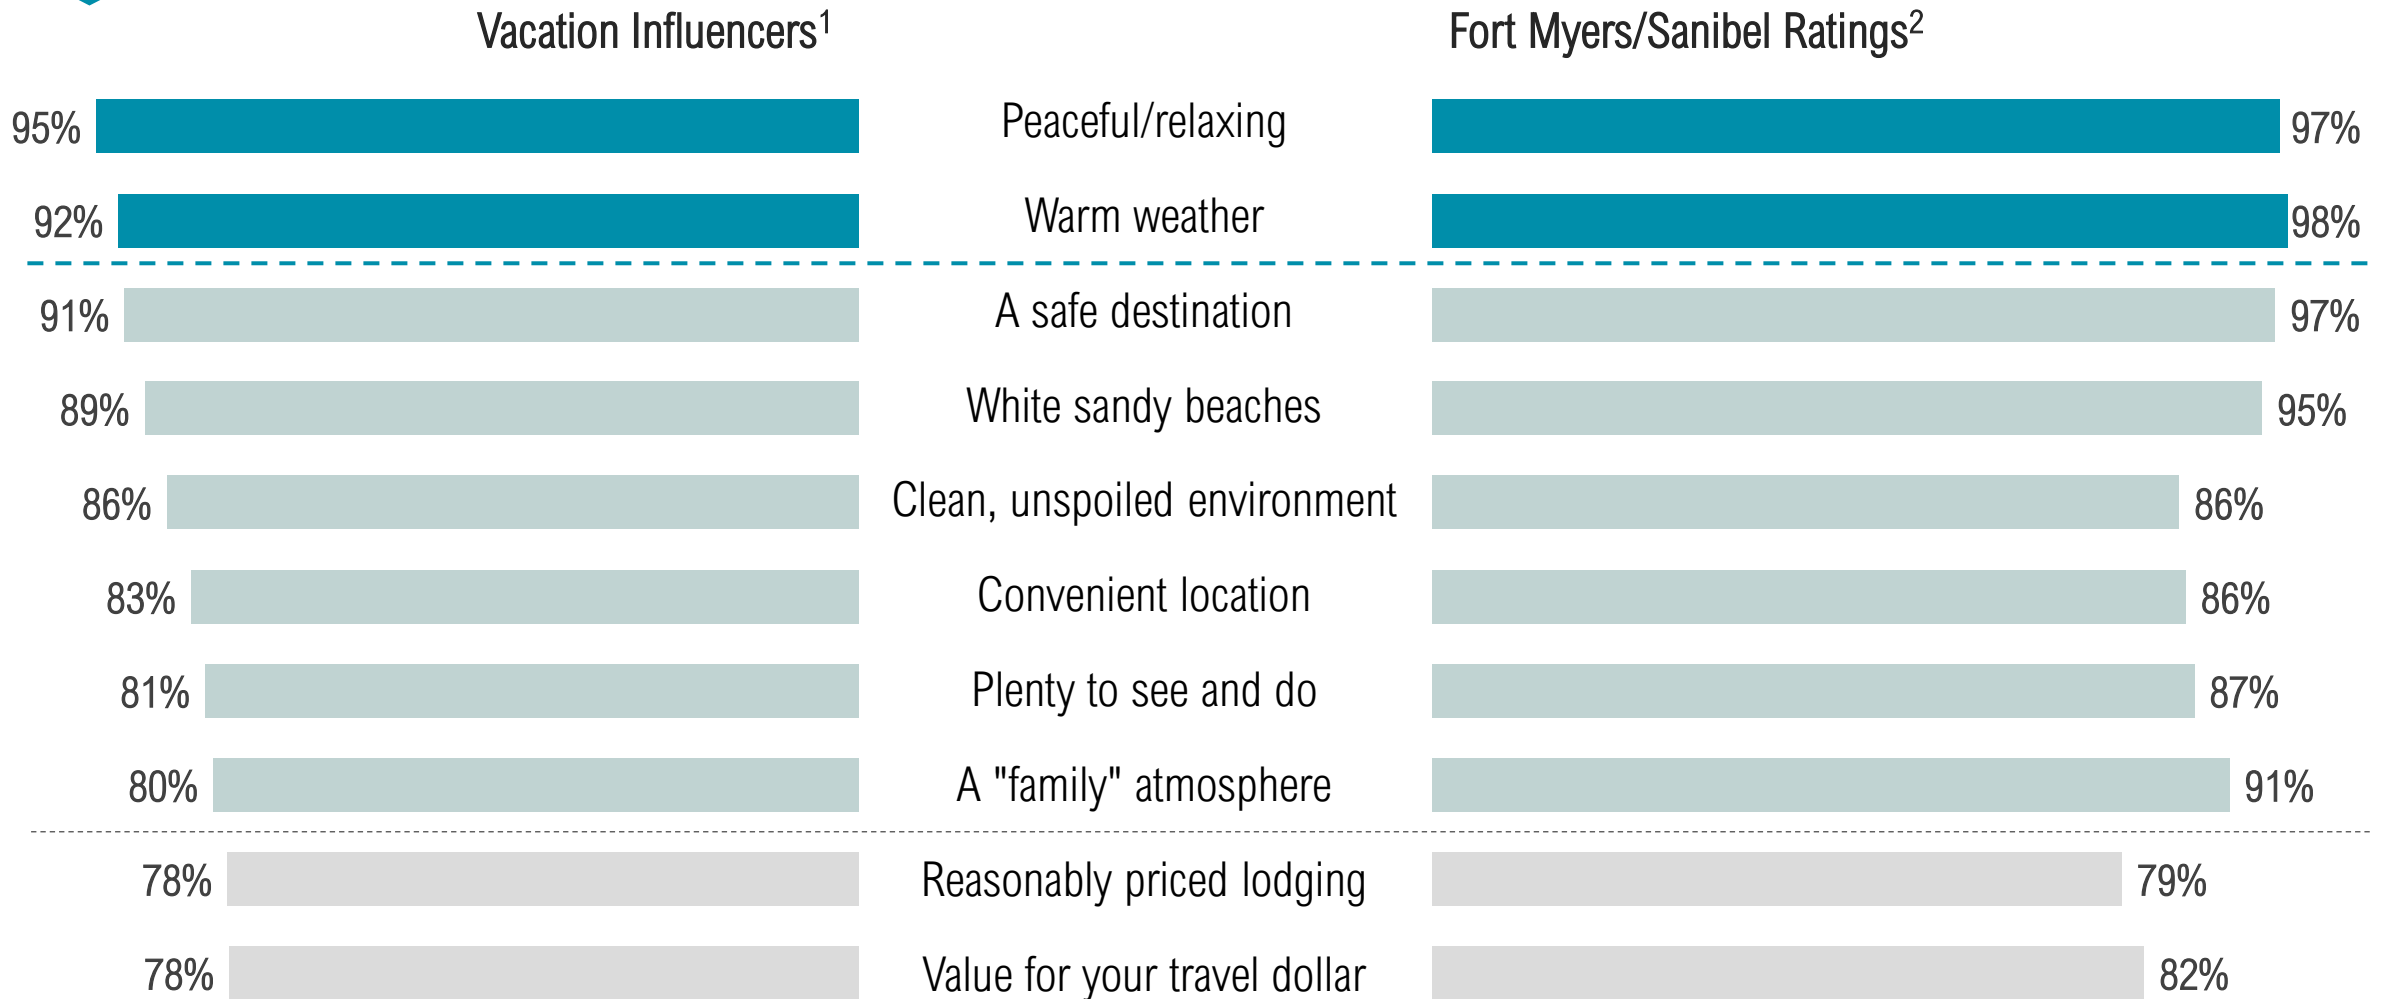 Vacation Influencers1 Fort Myers/Sanibel Ratings2
95% Peaceful/relaxing 97%
92% Warm weather 98%
91% A safe destination 97%
89% White sandy beaches 95%
86% Clean, unspoiled environment 86%
83% Convenient location 86%
81% Plenty to see and do 87%
80% A "family" atmosphere 91%
78% Reasonably priced lodging 79%
78% Value for your travel dollar 82%